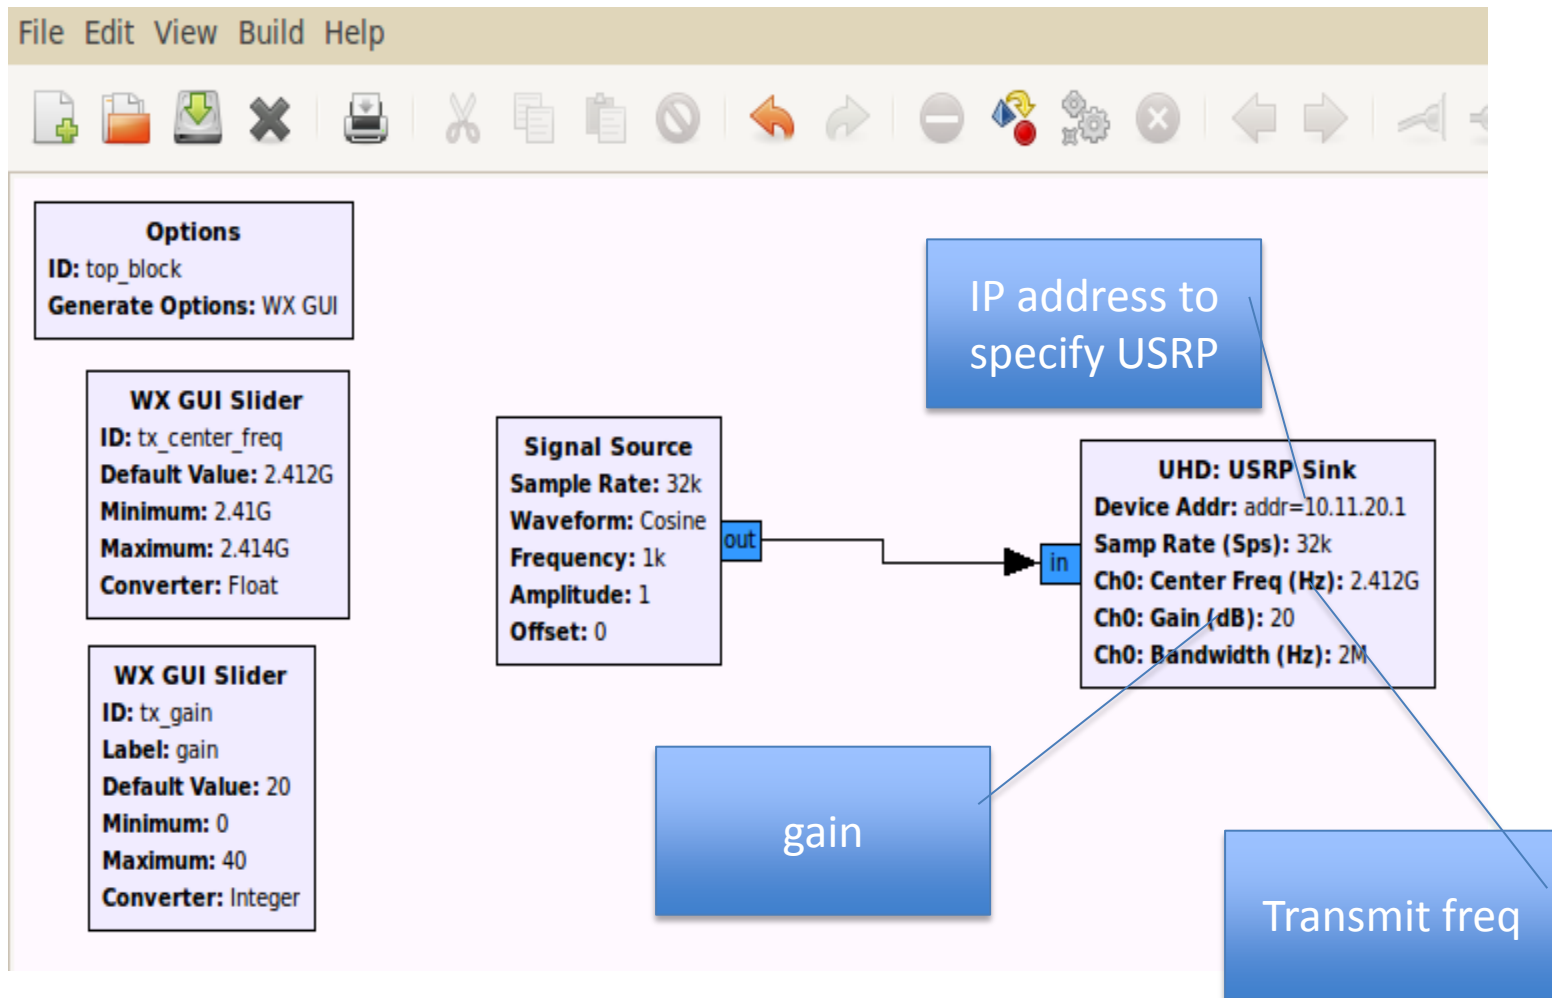 File Edit View Build Help
Options
ID: top_block
Generate Options: WX GUI
WX GUI Slider
ID: tx_center_freq
Default Value: 2.412G
Minimum: 2.41G
Maximum: 2.414G
Converter: Float
WX GUI Slider
ID: tx_gain
Label: gain
Default Value: 20
Minimum: 0
Maximum: 40
Converter: Integer
Signal Source
Sample Rate: 32k
Waveform: Cosine
Frequency: 1k
Amplitude: 1
Offset: 0
out
IP address to
specify USRP
in
UHD: USRP Sink
Device Addr: addr=10.11.20.1
Samp Rate (Sps): 32k
Ch0: Center Freq (Hz): 2.412G
Ch0: Gain (dB): 20
Ch0: Bandwidth (Hz): 2M
gain
Transmit freq